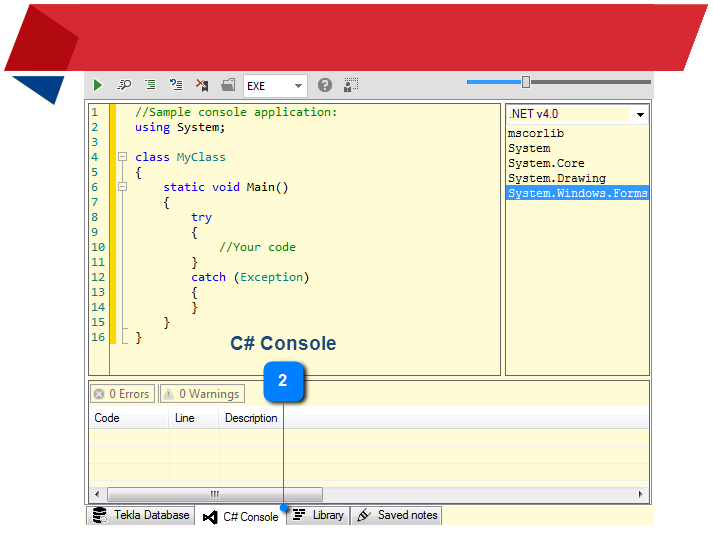 EXE
.NET v4.0
mscorlib
System
System.Core
System.Drawing
System.Windows.Forms
1 //Sample console application:
2 using System;
3
4 class MyClass
5 {
6 static void Main()
7 {
8 try
9 {
10 //Your code
11 }
12 catch (Exception)
13 {
14 }
15 }
16 }
C# Console
2
0 Errors 0 Warnings
Code Line Description
Tekla Database C# Console Library Saved notes